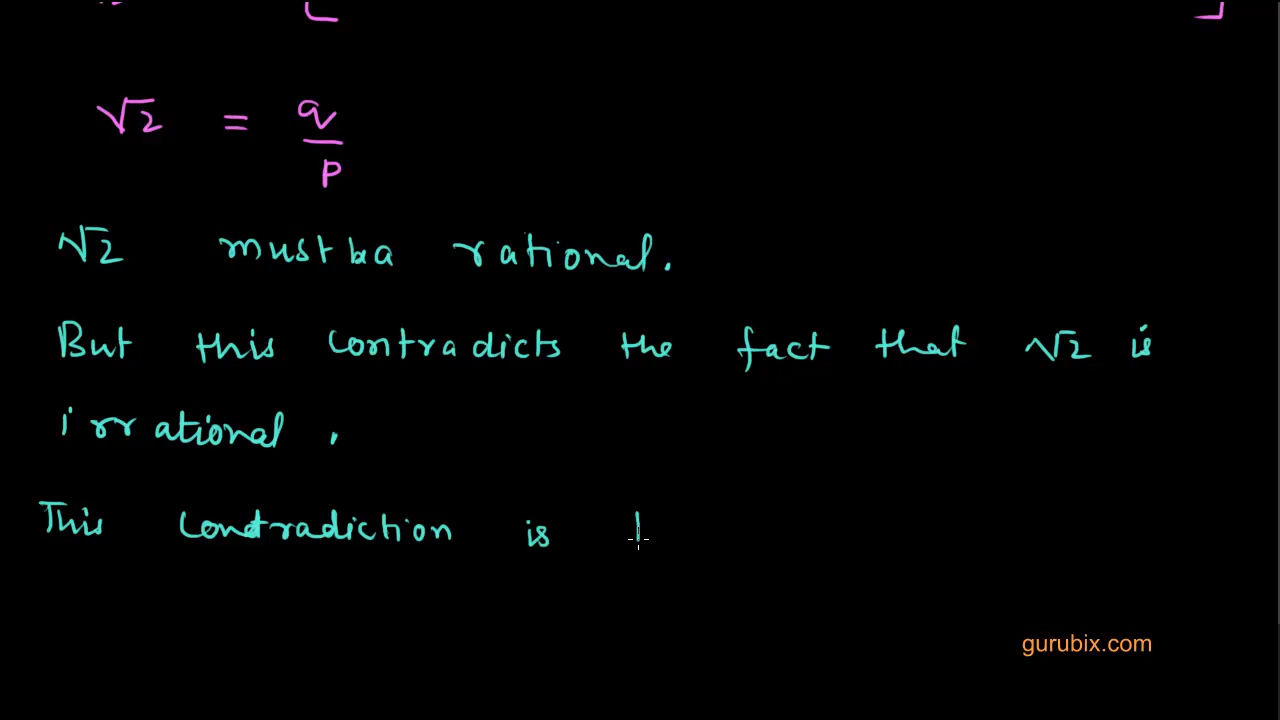 √2 = q/p
√2 must be a rational.
But this contradicts the fact that √2 is
irrational.
This contradiction is
gurubix.com